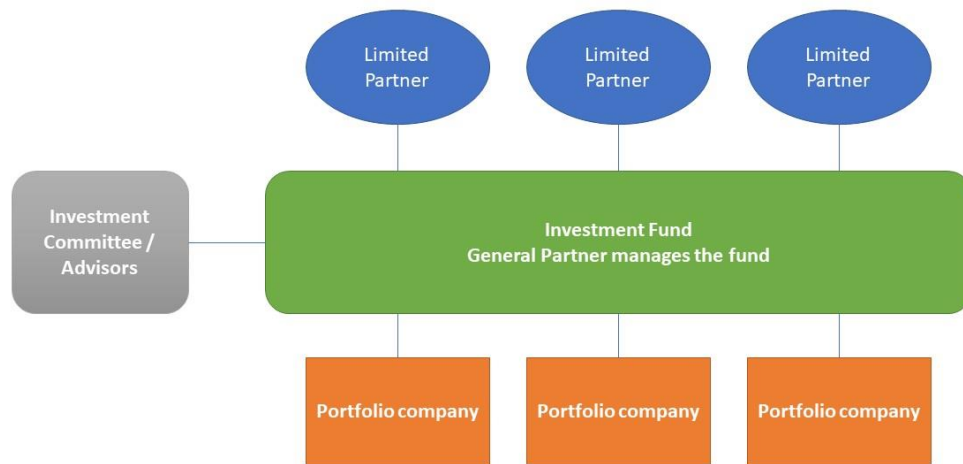 Limited
Partner
Limited
Partner
Limited
Partner
Investment
Committee /
Advisors
Investment Fund
General Partner manages the fund
Portfolio company
Portfolio company
Portfolio company